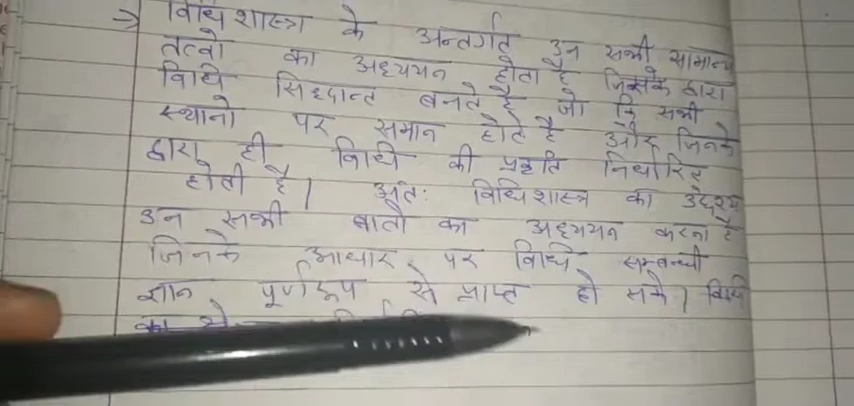 ⇒ विधिशास्त्र के अन्तर्गत उन सभी सामान्य
तत्वो का अध्ययन होता है जिसके द्वारा
विधि सिद्धान्त बनते है जो कि सभी
स्थानो पर समान होते है और जिनके
द्वारा ही विधि की प्रकृति निर्धारित
होती है। अंत: विधिशास्त्र का उद्देश्य
उन सभी बातो का अध्ययन करना है
जिनके आधार पर विधि सम्बन्धी
ज्ञान पूर्णरूप से प्राप्त हो सके। विधि
का